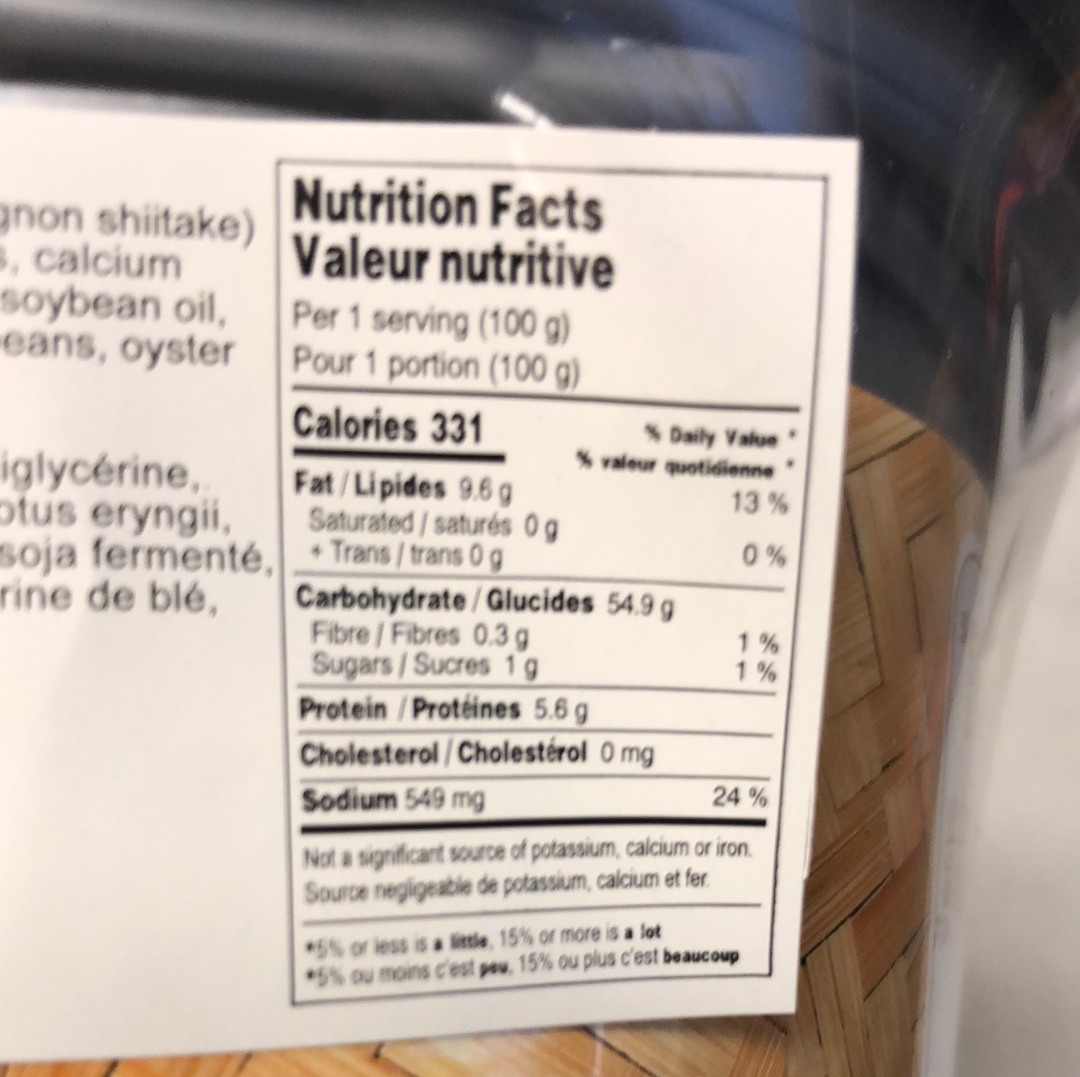 gnon shiitake)
, calcium
soybean oil,
eans, oyster
iglycérine,
otus eryngii,
soja fermenté,
rine de blé,
Nutrition Facts
Valeur nutritive
Per 1 serving (100 g)
Pour 1 portion (100 g)
Calories 331
% Daily Value *
% valeur quotidienne *
Fat / Lipides 9.6 g 13 %
Saturated / saturés 0 g
+ Trans / trans 0 g 0 %
Carbohydrate / Glucides 54.9 g
Fibre / Fibres 0.3 g 1 %
Sugars / Sucres 1 g 1 %
Protein / Protéines 5.6 g
Cholesterol / Cholestérol 0 mg
Sodium 549 mg 24 %
Not a significant source of potassium, calcium or iron.
Source negligeable de potassium, calcium et fer.
*5% or less is a little, 15% or more is a lot
*5% ou moins c'est peu, 15% ou plus c'est beaucoup